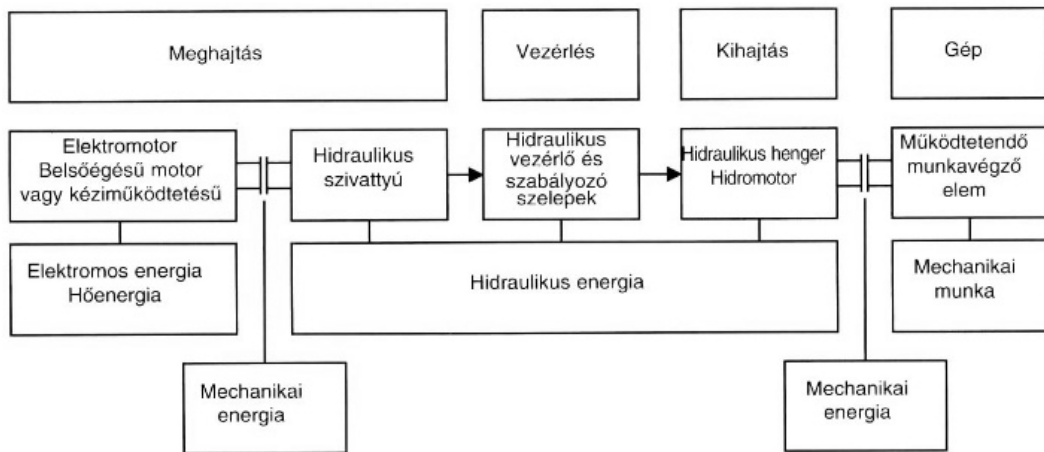 Meghajtás
Vezérlés
Kihajtás
Gép
Elektromotor
Belsőégésű motor
vagy kéziműködtetésű
Hidraulikus
szivattyú
Hidraulikus
vezérlő és
szabályozó
szelepek
Hidraulikus henger
Hidromotor
Működtetendő
munkavégző
elem
Elektromos energia
Hőenergia
Hidraulikus energia
Mechanikai
munka
Mechanikai
energia
Mechanikai
energia